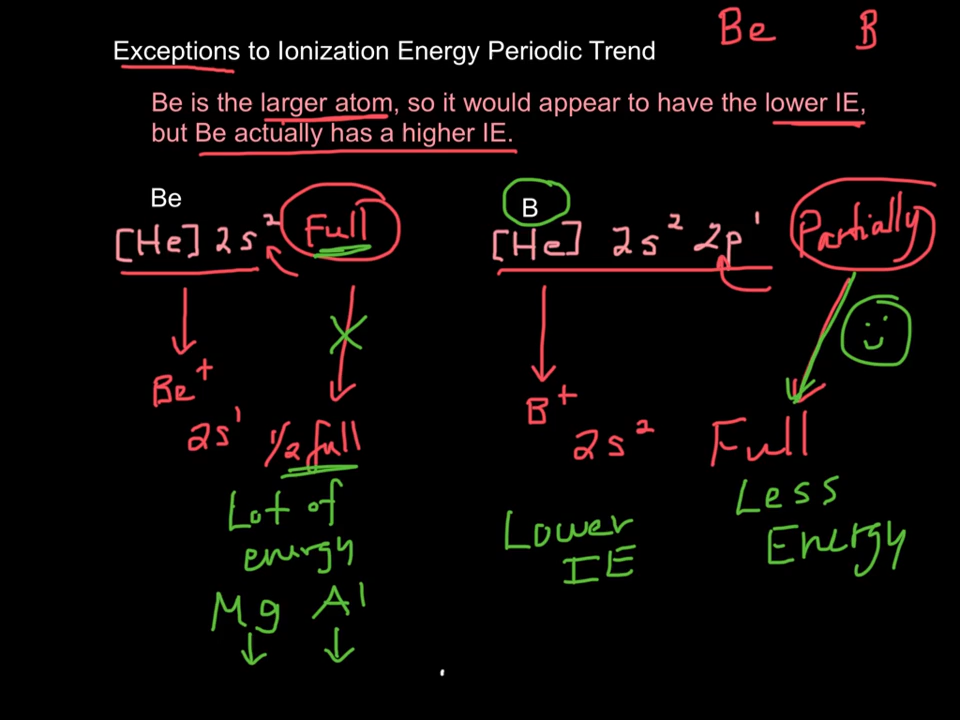 Be B
Exceptions to Ionization Energy Periodic Trend
Be is the larger atom, so it would appear to have the lower IE,
but Be actually has a higher IE.
Be
[He] 2s² Full
Be⁺
2s¹ ½ full
Lot of
energy
Mg Al
B
[He] 2s² 2p¹ Partially
B⁺
2s² Full
Less
Energy
Lower
IE